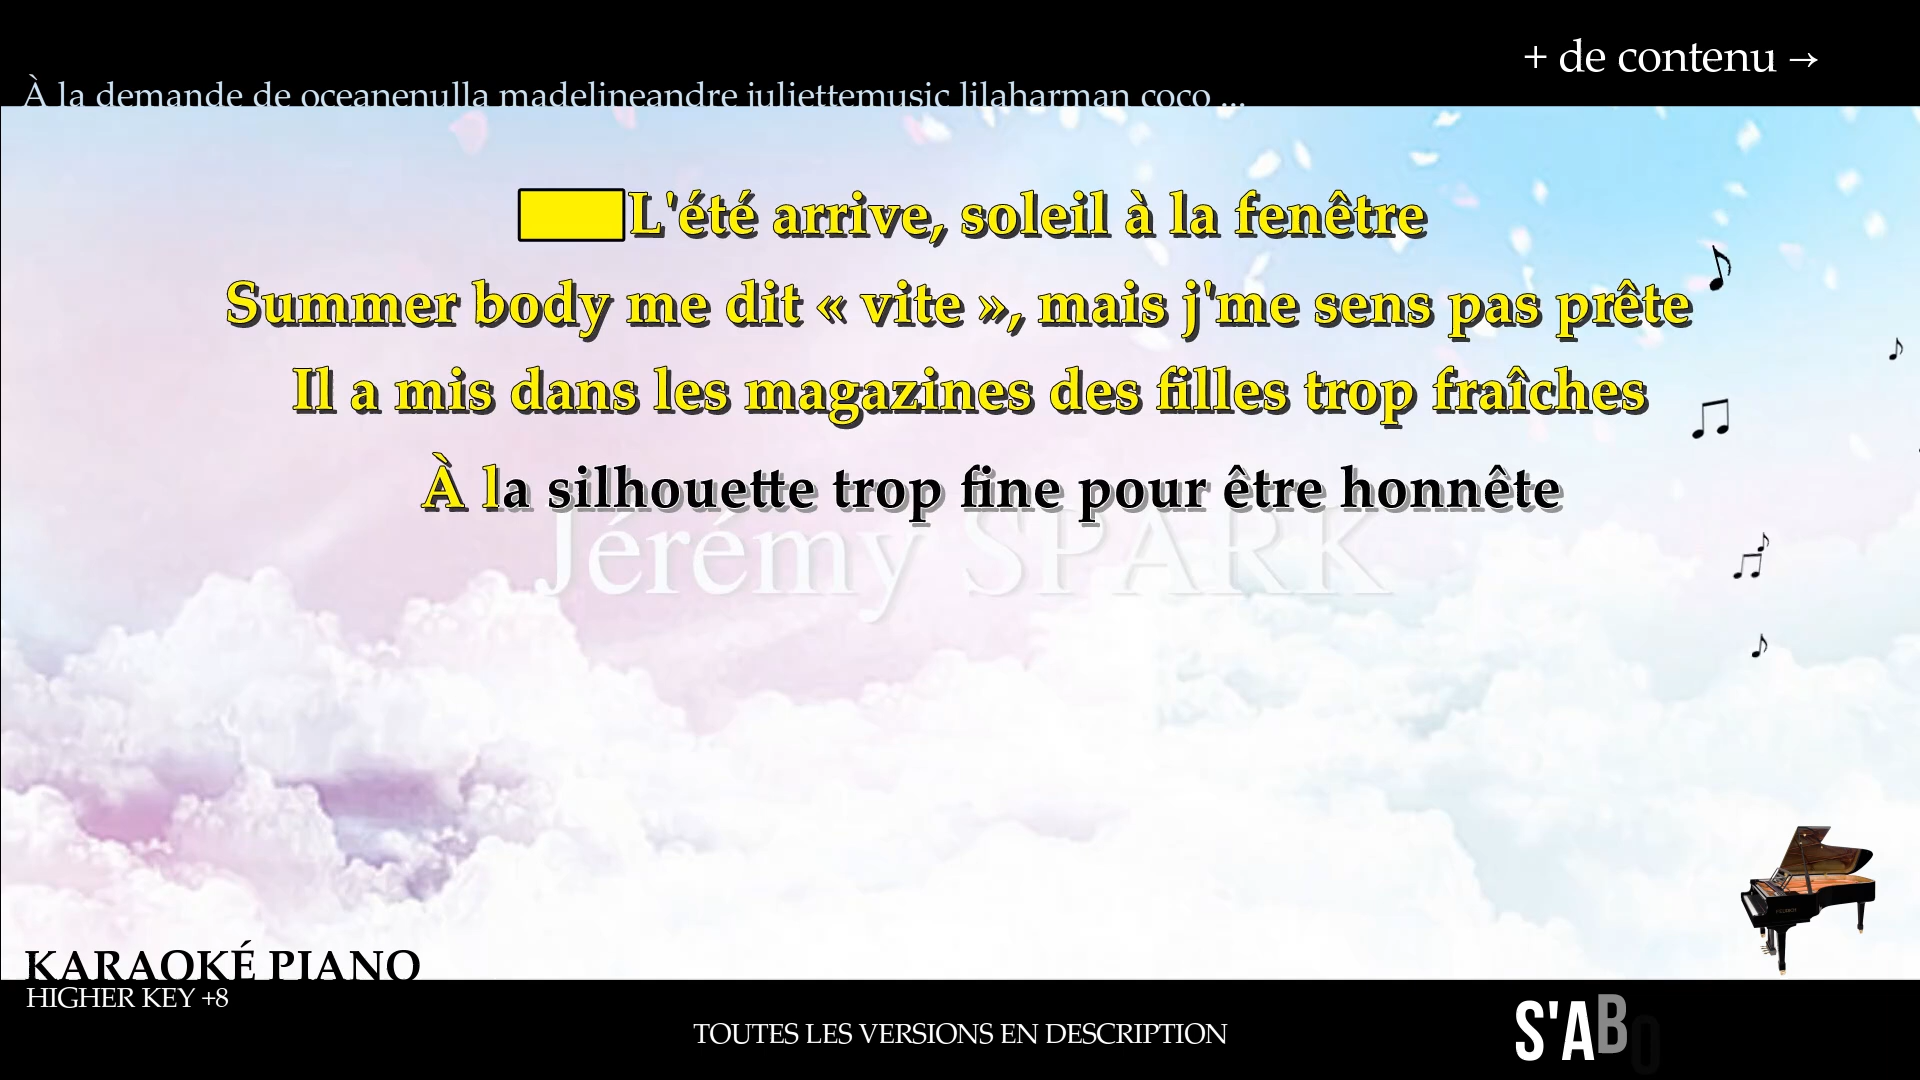 + de contenu →
À la demande de oceanenulla madelineandre juliettemusic lilaharman coco ...
L'été arrive, soleil à la fenêtre
Summer body me dit « vite », mais j'me sens pas prête
Il a mis dans les magazines des filles trop fraîches
À la silhouette trop fine pour être honnête
Jérémy SPARK
KARAOKÉ PIANO
HIGHER KEY +8
TOUTES LES VERSIONS EN DESCRIPTION
S'ABO